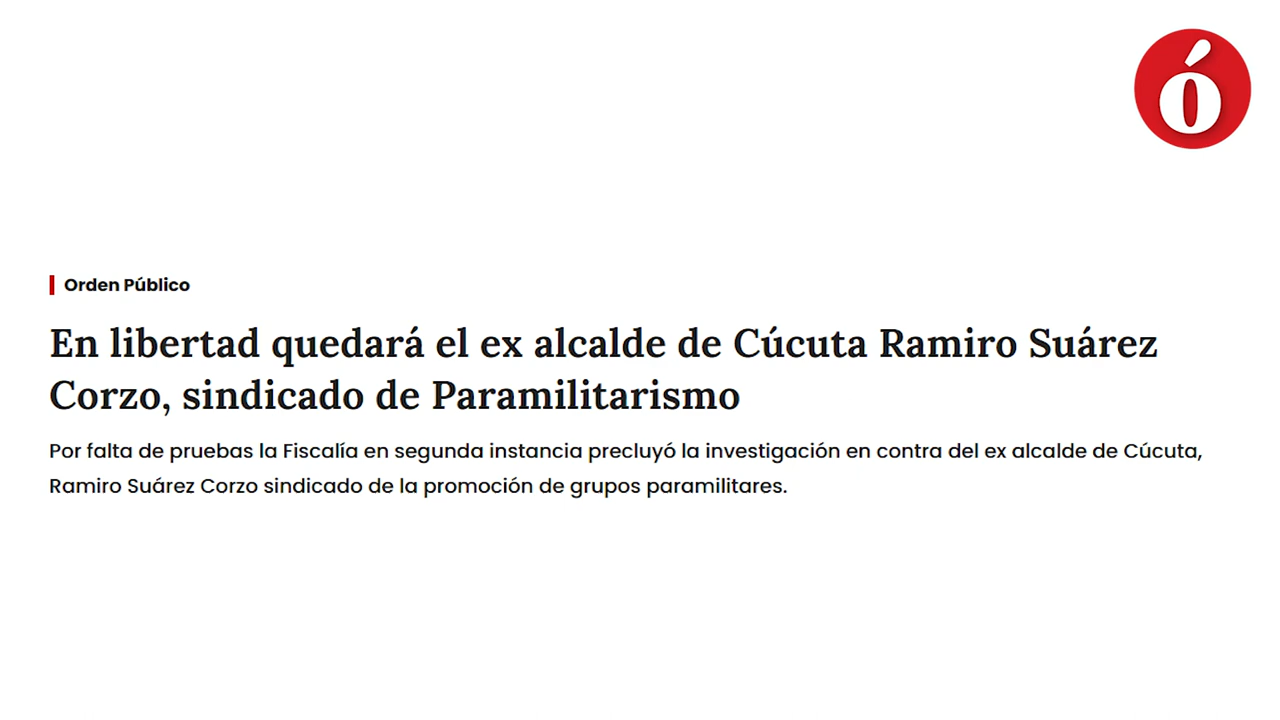 ó
Orden Público
En libertad quedará el ex alcalde de Cúcuta Ramiro Suárez
Corzo, sindicado de Paramilitarismo
Por falta de pruebas la Fiscalía en segunda instancia precluyó la investigación en contra del ex alcalde de Cúcuta,
Ramiro Suárez Corzo sindicado de la promoción de grupos paramilitares.